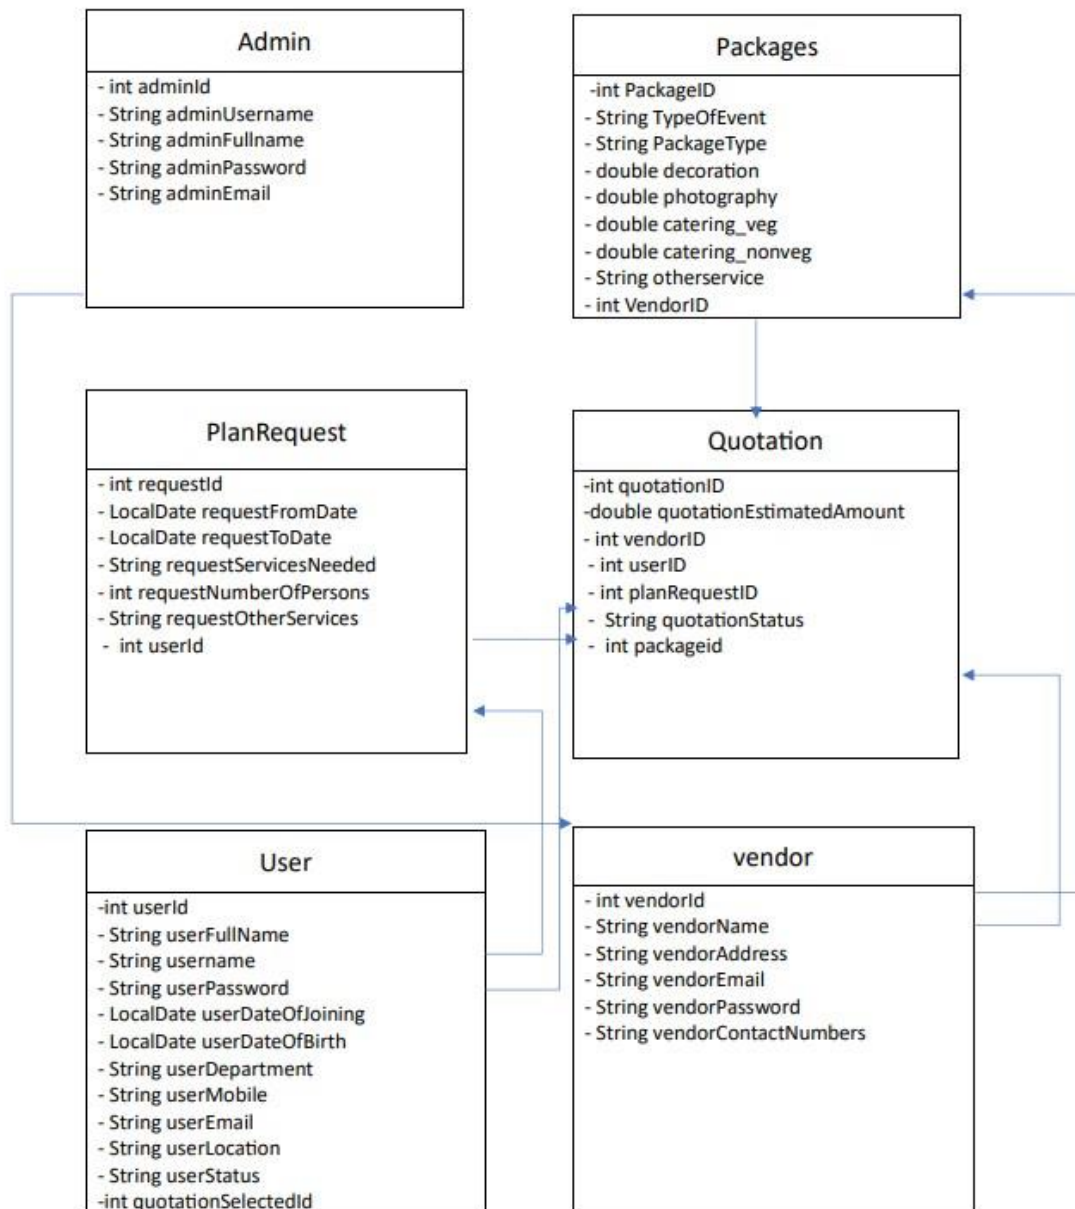 Admin
- int adminId
- String adminUsername
- String adminFullname
- String adminPassword
- String adminEmail
Packages
-int PackageID
- String TypeOfEvent
- String PackageType
- double decoration
- double photography
- double catering_veg
- double catering_nonveg
- String otherservice
- int VendorID
PlanRequest
- int requestId
- LocalDate requestFromDate
- LocalDate requestToDate
- String requestServicesNeeded
- int requestNumberOfPersons
- String requestOtherServices
- int userId
Quotation
-int quotationID
-double quotationEstimatedAmount
- int vendorID
- int userID
- int planRequestID
- String quotationStatus
- int packageid
User
-int userId
- String userFullName
- String username
- String userPassword
- LocalDate userDateOfJoining
- LocalDate userDateOfBirth
- String userDepartment
- String userMobile
- String userEmail
- String userLocation
- String userStatus
-int quotationSelectedId
vendor
- int vendorId
- String vendorName
- String vendorAddress
- String vendorEmail
- String vendorPassword
- String vendorContactNumbers